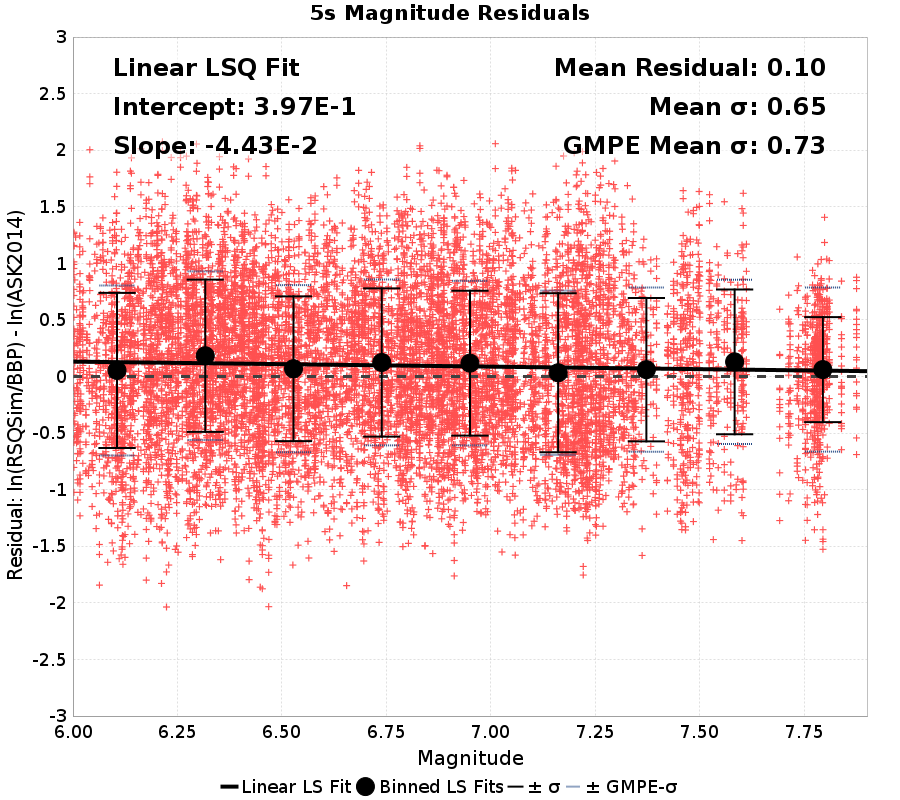 5s Magnitude Residuals
Linear LSQ Fit
Intercept: 3.97E-1
Slope: -4.43E-2
Mean Residual: 0.10
Mean σ: 0.65
GMPE Mean σ: 0.73
Residual: ln(RSQSim/BBP) - ln(ASK2014)
3
2.5
2
1.5
1
0.5
0
-0.5
-1
-1.5
-2
-2.5
-3
6.00 6.25 6.50 6.75 7.00 7.25 7.50 7.75
Magnitude
Linear LS Fit Binned LS Fits ± σ ± GMPE-σ